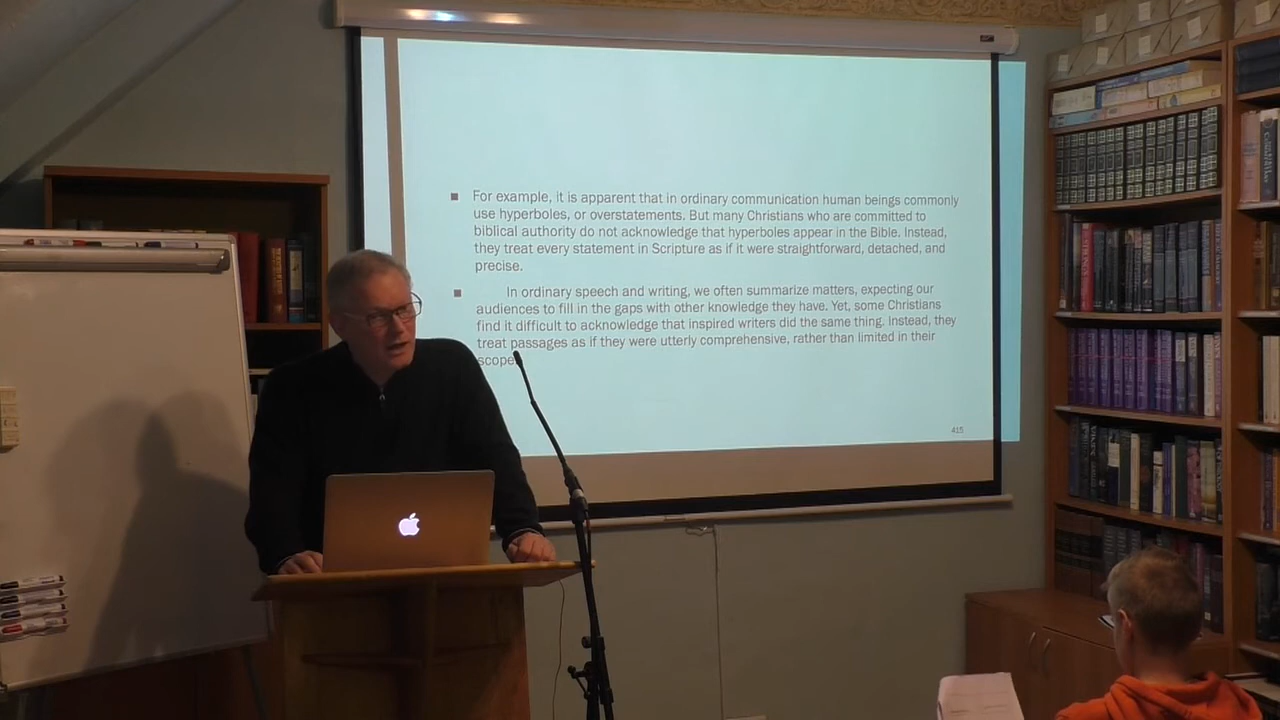 For example, it is apparent that in ordinary communication human beings commonly
use hyperboles, or overstatements. But many Christians who are committed to
biblical authority do not acknowledge that hyperboles appear in the Bible. Instead,
they treat every statement in Scripture as if it were straightforward, detached, and
precise.
In ordinary speech and writing, we often summarize matters, expecting our
audiences to fill in the gaps with other knowledge they have. Yet, some Christians
find it difficult to acknowledge that inspired writers did the same thing. Instead, they
treat passages as if they were utterly comprehensive, rather than limited in their
scope.
415